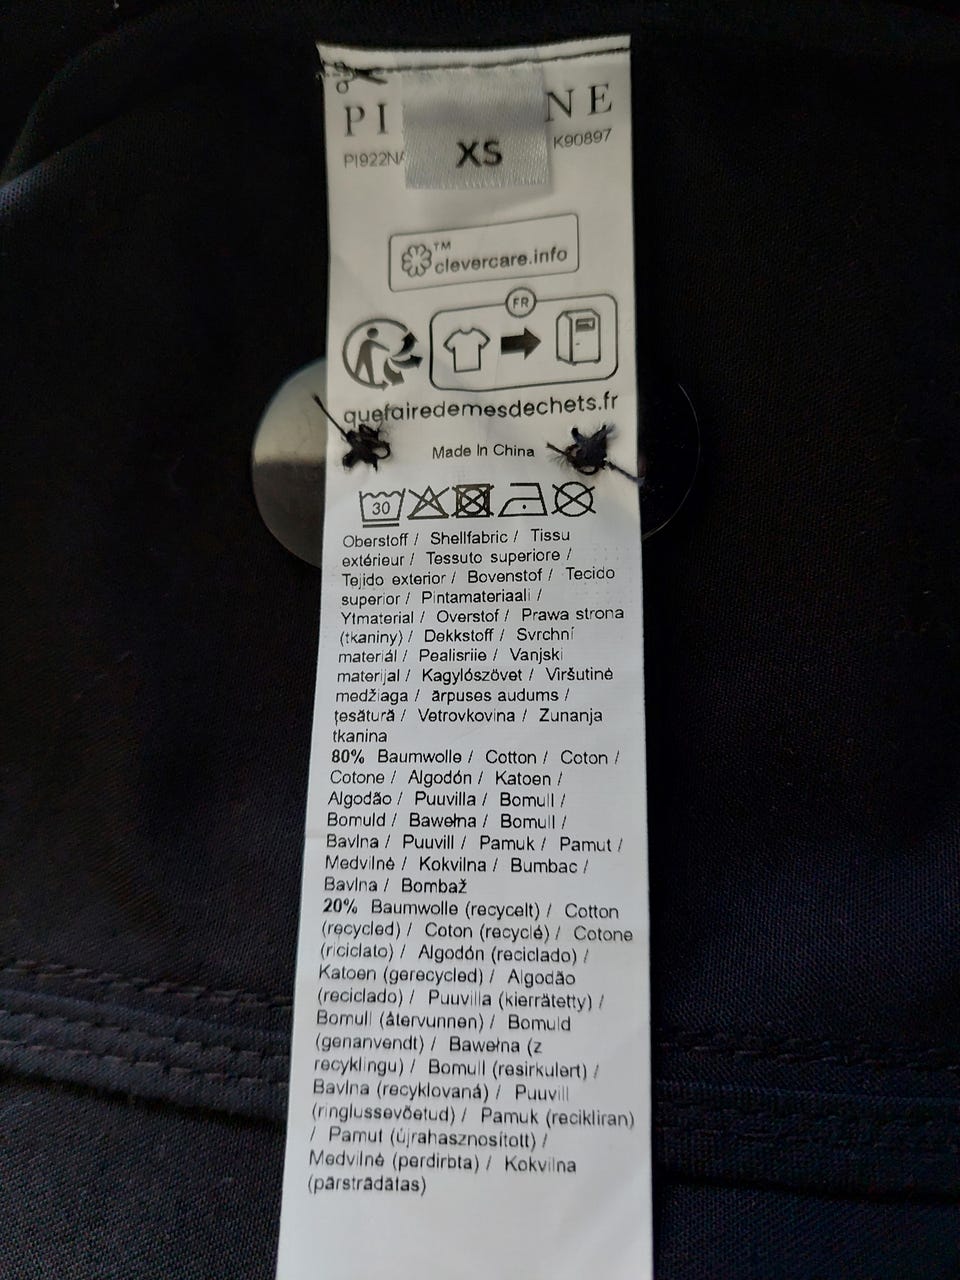 PI
NE
XS
K90897
clevercare.info
TM
FR
quefairedemesdechets.fr
Made In China
30
Oberstoff / Shellfabric / Tissu
extérieur / Tessuto superiore /
Tejido exterior / Bovenstof / Tecido
superior / Pintamateriaali /
Ytmaterial / Overstof / Prawa strona
(tkaniny) / Dekkstoff / Svrchní
materiál / Pealisriie / Vanjski
materijal / Kagylószövet / Viršutinė
medžiaga / ārpuses audums /
țesătură / Vetrovkovina / Zunanja
tkanina
80% Baumwolle / Cotton / Coton /
Cotone / Algodón / Katoen /
Algodão / Puuvilla / Bomull /
Bomuld / Bawełna / Bomull /
Bavlna / Puuvill / Pamuk / Pamut /
Medvilnė / Kokvilna / Bumbac /
Bavlna / Bombaž
20% Baumwolle (recycelt) / Cotton
(recycled) / Coton (recyclé) / Cotone
(riciclato) / Algodón (reciclado) /
Katoen (gerecycled) / Algodão
(reciclado) / Puuvilla (kierrätetty) /
Bomull (återvunnen) / Bomuld
(genanvendt) / Bawełna (z
recyklingu) / Bomull (resirkulert) /
Bavlna (recyklovaná) / Puuvill
(ringlussevõetud) / Pamuk (recikliran)
/ Pamut (újrahasznosított) /
Medvilnė (perdirbta) / Kokvilna
(pārstrādātas)